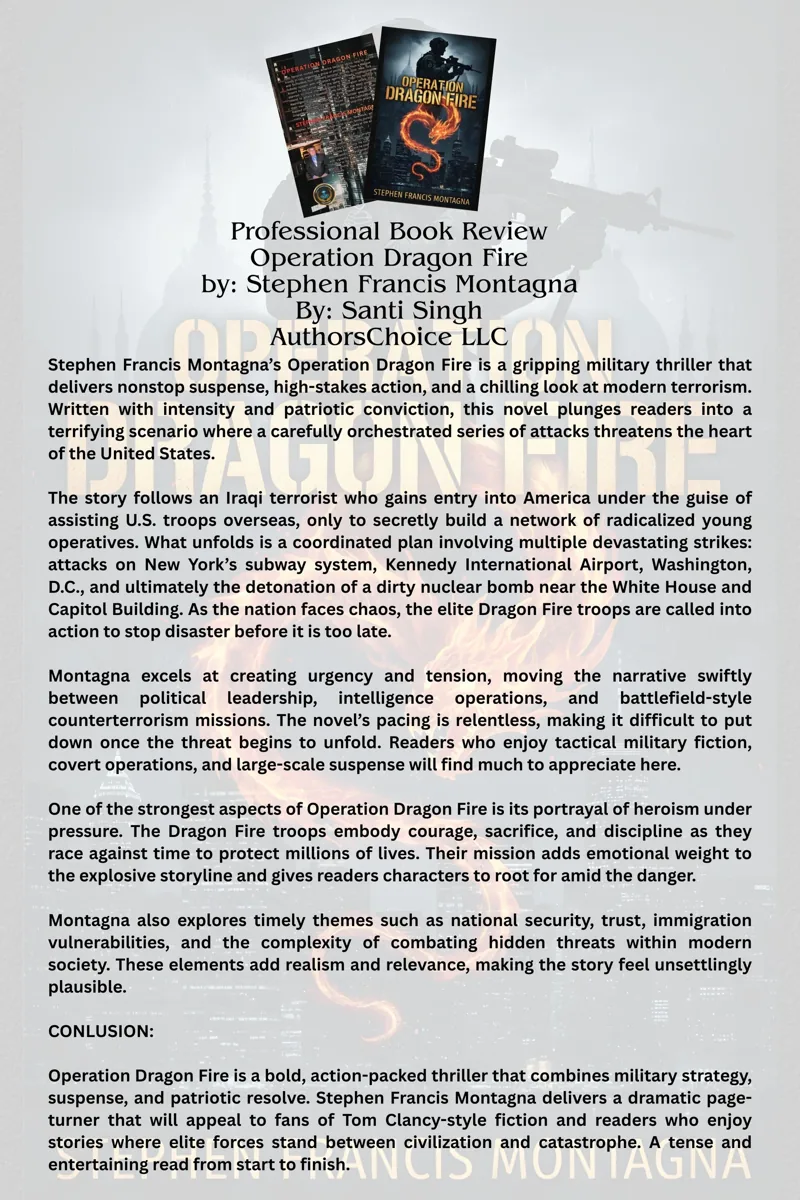 OPERATION DRAGON FIRE
STEPHEN FRANCIS MONTAGNA
OPERATION
DRAGON FIRE
STEPHEN FRANCIS MONTAGNA
Professional Book Review
Operation Dragon Fire
by: Stephen Francis Montagna
By: Santi Singh
AuthorsChoice LLC
OPERATION
DRAGON FIRE
Stephen Francis Montagna’s Operation Dragon Fire is a gripping military thriller that
delivers nonstop suspense, high-stakes action, and a chilling look at modern terrorism.
Written with intensity and patriotic conviction, this novel plunges readers into a
terrifying scenario where a carefully orchestrated series of attacks threatens the heart
of the United States.
The story follows an Iraqi terrorist who gains entry into America under the guise of
assisting U.S. troops overseas, only to secretly build a network of radicalized young
operatives. What unfolds is a coordinated plan involving multiple devastating strikes:
attacks on New York’s subway system, Kennedy International Airport, Washington,
D.C., and ultimately the detonation of a dirty nuclear bomb near the White House and
Capitol Building. As the nation faces chaos, the elite Dragon Fire troops are called into
action to stop disaster before it is too late.
Montagna excels at creating urgency and tension, moving the narrative swiftly
between political leadership, intelligence operations, and battlefield-style
counterterrorism missions. The novel’s pacing is relentless, making it difficult to put
down once the threat begins to unfold. Readers who enjoy tactical military fiction,
covert operations, and large-scale suspense will find much to appreciate here.
One of the strongest aspects of Operation Dragon Fire is its portrayal of heroism under
pressure. The Dragon Fire troops embody courage, sacrifice, and discipline as they
race against time to protect millions of lives. Their mission adds emotional weight to
the explosive storyline and gives readers characters to root for amid the danger.
Montagna also explores timely themes such as national security, trust, immigration
vulnerabilities, and the complexity of combating hidden threats within modern
society. These elements add realism and relevance, making the story feel unsettlingly
plausible.
CONLUSION:
Operation Dragon Fire is a bold, action-packed thriller that combines military strategy,
suspense, and patriotic resolve. Stephen Francis Montagna delivers a dramatic page-
turner that will appeal to fans of Tom Clancy-style fiction and readers who enjoy
stories where elite forces stand between civilization and catastrophe. A tense and
entertaining read from start to finish.
STEPHEN FRANCIS MONTAGNA